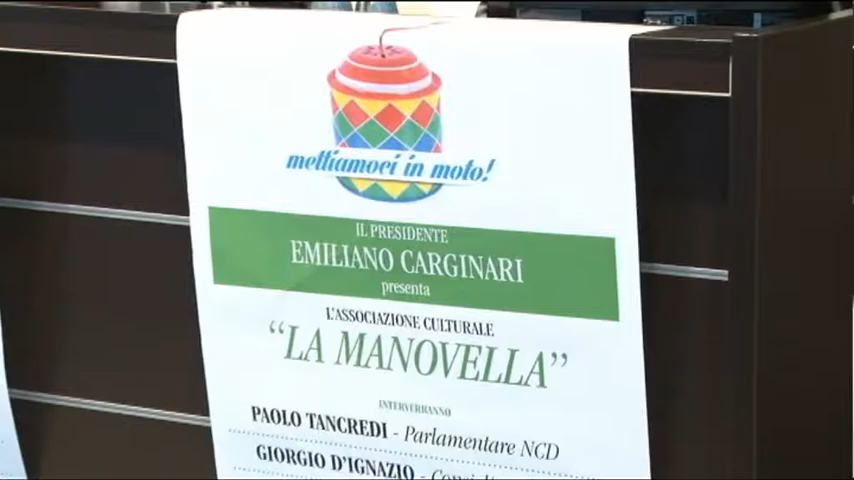 mettiamoci in moto!
IL PRESIDENTE
EMILIANO CARGINARI
presenta
L'ASSOCIAZIONE CULTURALE
“LA MANOVELLA”
INTERVERRANNO
PAOLO TANCREDI - Parlamentare NCD
GIORGIO D'IGNAZIO -